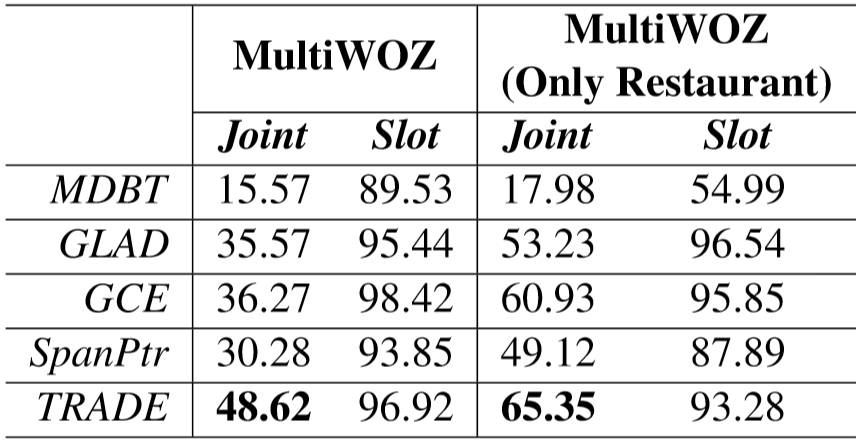 MultiWOZ MultiWOZ
(Only Restaurant)
Joint Slot Joint Slot
MDBT 15.57 89.53 17.98 54.99
GLAD 35.57 95.44 53.23 96.54
GCE 36.27 98.42 60.93 95.85
SpanPtr 30.28 93.85 49.12 87.89
TRADE 48.62 96.92 65.35 93.28